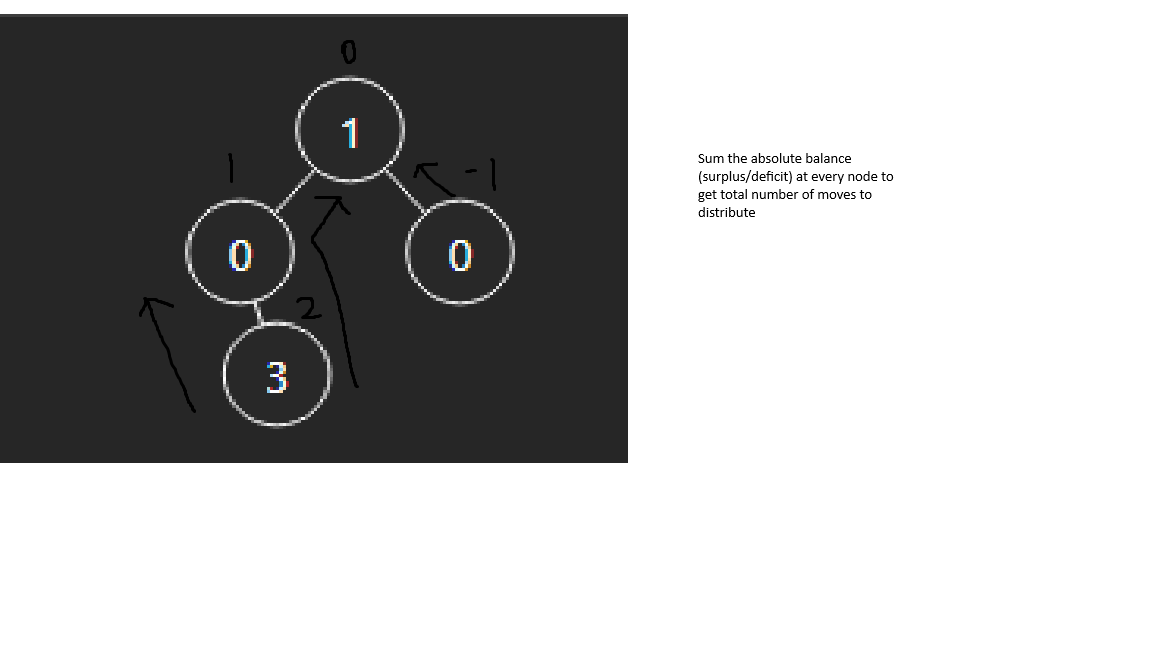 0
1
1
-1
0
0
2
3
Sum the absolute balance
(surplus/deficit) at every node to
get total number of moves to
distribute